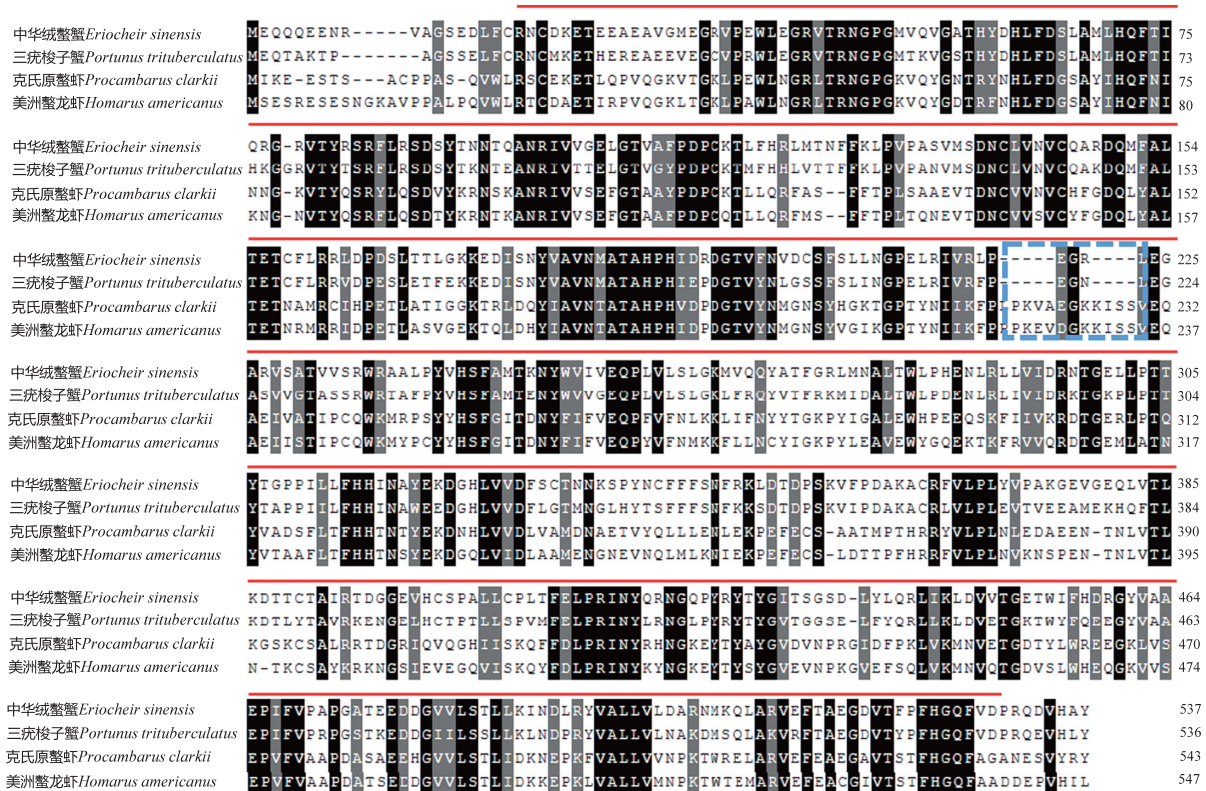 中华绒螯蟹Eriocheir sinensis MEQQQEENR-----VAGSEDLFCRNCDKETEEAEAVGMEGRVPEWLEGRVTRNGPGMVQVGATHYDHLFDSLAMLHQFTI 75
三疣梭子蟹Portunus trituberculatus MEQTAKTP-------AGSSELFCRNCMKETHEREAEEVEGCVPEWLEGRVTRNGPGMTKVGDTRYDHLFDSLAMLHQFTI 73
克氏原螯虾Procambarus clarkii MIKE-ESTS----ACPPAS-QVWLRSCEKETLQPVQGKVTGKLPEWLNGRLTRNGPGKVQYGNTRYNHLFDGSAYIHQFNI 75
美洲螯龙虾Homarus americanus MSESRESESNGKAVPPALPQVWLRTCDAETIRPVQGKLTGKLPAWLNGRLTRNGPGKVQYGDTRFNHLFDGSAYIHQFNI 80
中华绒螯蟹Eriocheir sinensis QRG-RVTYRSRFLRSDSYTNNTQANRIVVGELGTVAFPDPCKTLFHRLMTNFFKLPVPASVMSDNCLVNVCQARDQMFAL 154
三疣梭子蟹Portunus trituberculatus HKGGRVTYQSRFLRSDSYTNNTEANRIVTTELGTVGYPDPCKTMFHHLVTTFFKLPVPANVMSDNCLVNVCQAKDQMFAL 153
克氏原螯虾Procambarus clarkii NNG-KVTYQSRYLQSDVYKRNSKANRIVVSEFGTAAYPDPCKTLLQRFAS--FFTPLSAAEVTDNCVVNVCHFGDQLYAL 152
美洲螯龙虾Homarus americanus KNG-NVTYQSRFLQSDTYKRNTKANRIVVSEFGTAAFPDPCQTLLQRFMS--FFTPLTQNEVTDNCVVSVCYFGDQLYAL 157
中华绒螯蟹Eriocheir sinensis TETCFLRRLDPDSLTTLGKKEDISNYVAVNMATAHPHIDRDGTVFNVDCSFSLLNGPELRIVRLP----EGR----LEG 225
三疣梭子蟹Portunus trituberculatus TETCFLRRVDPESLETFEKKEDISNYVAVNMATAHPHIEPDGTVYNLGSSFSLINGPELRIVRFP----EGN----LEG 224
克氏原螯虾Procambarus clarkii TETNAMRCIHPETLATIGGKTRLDQYIAVNTATAHPHVDPDGTVYNMGNSYHGKTGPTYNIIKFPLPKVAEGKKISSVEQ 232
美洲螯龙虾Homarus americanus TETNRMRRIDPETLASVGEKTQLDHYIAVNTATAHPHIDPDGTVYNMGNSYVGIKGPTYNIIKFPPPKEVDGKKISSVEQ 237
中华绒螯蟹Eriocheir sinensis ARVSATVVSRWRAALPYVHSFAMTKNYWVIVEQPLVLSLGKMVQQYATFGRLMNALTWLPHENLRLLVIDRNTGELLPTT 305
三疣梭子蟹Portunus trituberculatus ASVVGTASSRWRTAFPYVHSFAMTENYWVVGEQPLVLSLGKLFRQYVTFRKMIDALTWLPDENLRLIVIDRKTGKPLPTT 304
克氏原螯虾Procambarus clarkii AEIVATIPCQWKMRPSYYHSFGITDNYFIFVEQPLVFNLKKLIFNYYTGKPYIGALEWHPEEQSKFIIVKRDTGERLPTQ 312
美洲螯龙虾Homarus americanus AEIISTIPCQWKMYPCYYHSFGITDNYFIFVEQPYVFNMKKFLLNCYIGKPYLEAVEWYGQEKTKFRVVQRDTGEMLATN 317
中华绒螯蟹Eriocheir sinensis YTGPPILLFHHINAYEKDGHLVVDFSCTNNKSPYNCFFFSNFRKLDTDPSKVFPDAKACRFVLPLYVPAKGEVGEQLVTL 385
三疣梭子蟹Portunus trituberculatus YTAPPIILFHHINAWEEDGHLVVDFLGTMNGLHYTSFFFSNFKKSDTDPSKVIPDAKACRLVLPLEVTVEEAMEKHQFTL 384
克氏原螯虾Procambarus clarkii YVADSFLTFHHTNAYEKDNHLVVDLVAMDNAETVYQLLLENLEKPEFECS-AATMPTHRRYVLPLNLEDAEEN-TNLVTL 390
美洲螯龙虾Homarus americanus YVTAAFLTFHHTNSYEKDGQLVIDLAAMENGNEVNQLMLKNIEKPEFECS-LDTTPFHRRFVLPLNVKNSPEN-TNLVTL 395
中华绒螯蟹Eriocheir sinensis KDTTCTAIRTDGGEVHCSPALLCPLTFELPRINYQRNGQPYRYTYGITSGSD-LYLQRLIKLDVVTGETWIFHDRGYVAA 464
三疣梭子蟹Portunus trituberculatus KDTLYTAVRKENGELHCTPTLLSPVMFELPRINYLRNGLPYRYTYGVTGGSE-LFYQRLLKLDVETGKTWYFQEEGYVAA 463
克氏原螯虾Procambarus clarkii KGSKCSALRRTDGRIQVQGHIISKQFFDLPRINYRHNGKEYTYAYGVDVNPRGIDFPKLVKMNVETGDTYLWREEGKLVS 470
美洲螯龙虾Homarus americanus N-TKCSAYKRKNGSIEVEGQVISKQYFDLPRINYKYNGKEYTYSYGVEVNPKGVEFSQLVKMNVQTGDVSLWHEQGKVVS 474
中华绒螯蟹Eriocheir sinensis EPIFVPAPGATEEDDGVVLSTLLKINDLRYVALLVLDARNMKQLARVEFTAEGDVTFPFHGQFVDPRQDVHAY 537
三疣梭子蟹Portunus trituberculatus EPIFVPRPGSTKEDDGIILSSLLKLNDPRYVALLVLNAKDMSQLAKVRFTAEGDVTYPFHGQFVDPRQEVHLY 536
克氏原螯虾Procambarus clarkii EPVFVAAPDASAEEHGVVLSTLIDKNEPKFVALLVVNPKTWRELARVEFEAEGAVTSTFHGQFAGANESVYRY 543
美洲螯龙虾Homarus americanus EPVFVAAPDATSEDDGVVLSTLIDKKEPKLVALLVMNPKTWTEMARVEFEACGIVTSTFHGQFAADDEPVHIL 547